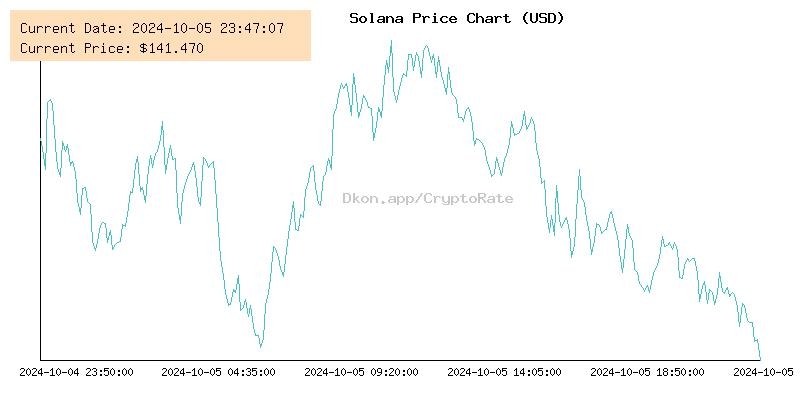 Solana Price Chart (USD)
Current Date: 2024-10-05 23:47:07
Current Price: $141.470
Dkon.app/CryptoRate
2024-10-04 23:50:00 2024-10-05 04:35:00 2024-10-05 09:20:00 2024-10-05 14:05:00 2024-10-05 18:50:00 2024-10-05